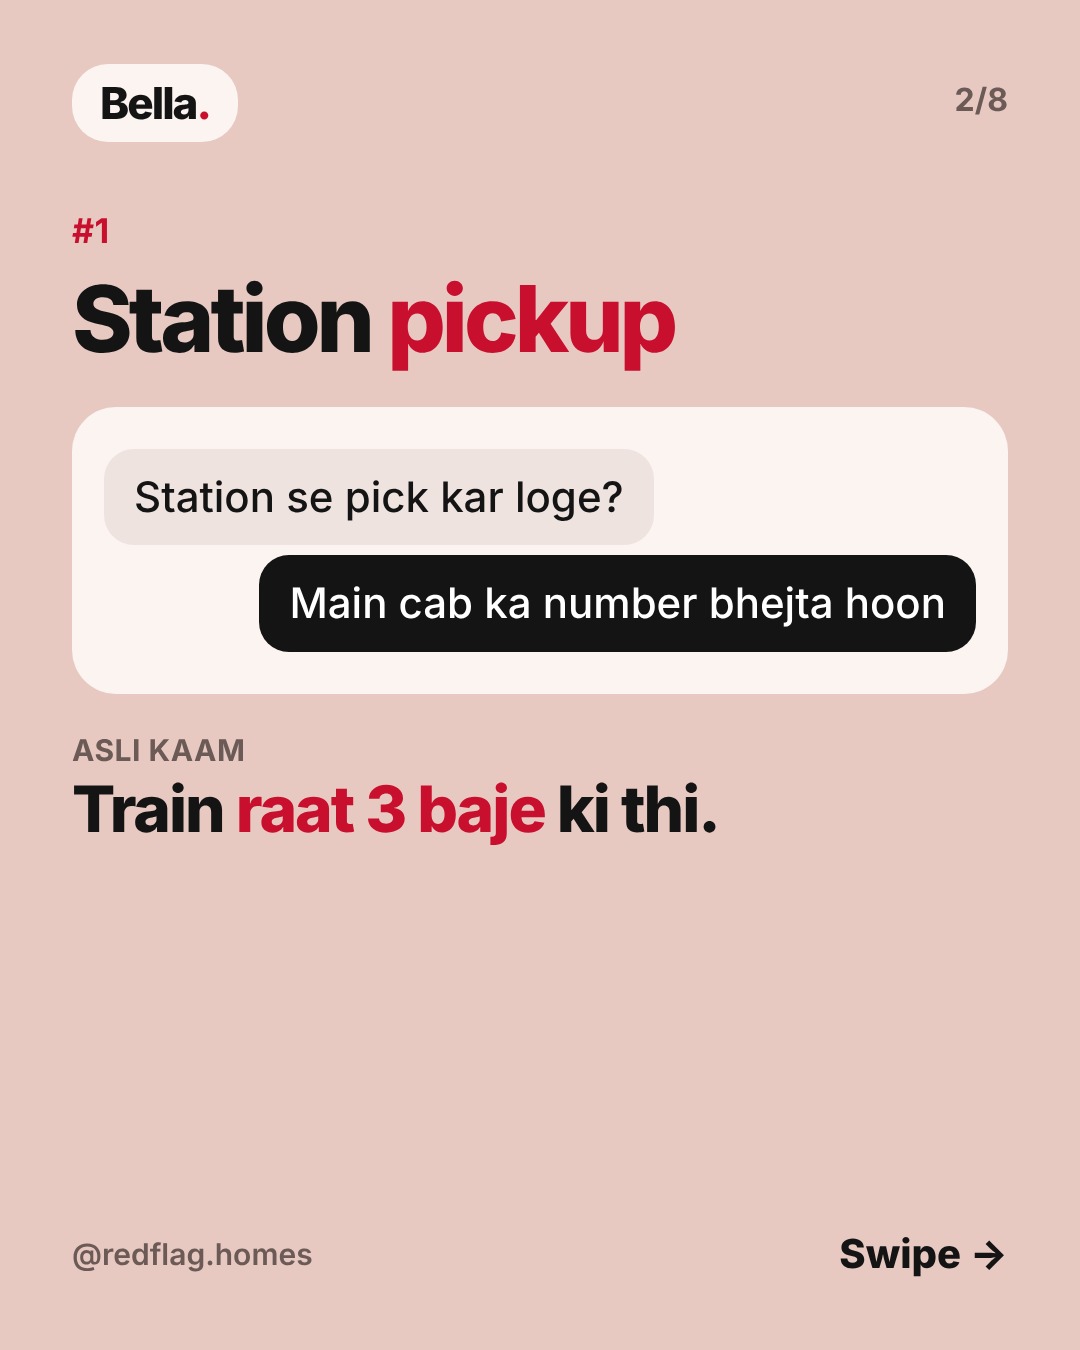 Bella.
2/8
#1
Station pickup
Station se pick kar loge?
Main cab ka number bhejta hoon
ASLI KAAM
Train raat 3 baje ki thi.
@redflag.homes
Swipe →